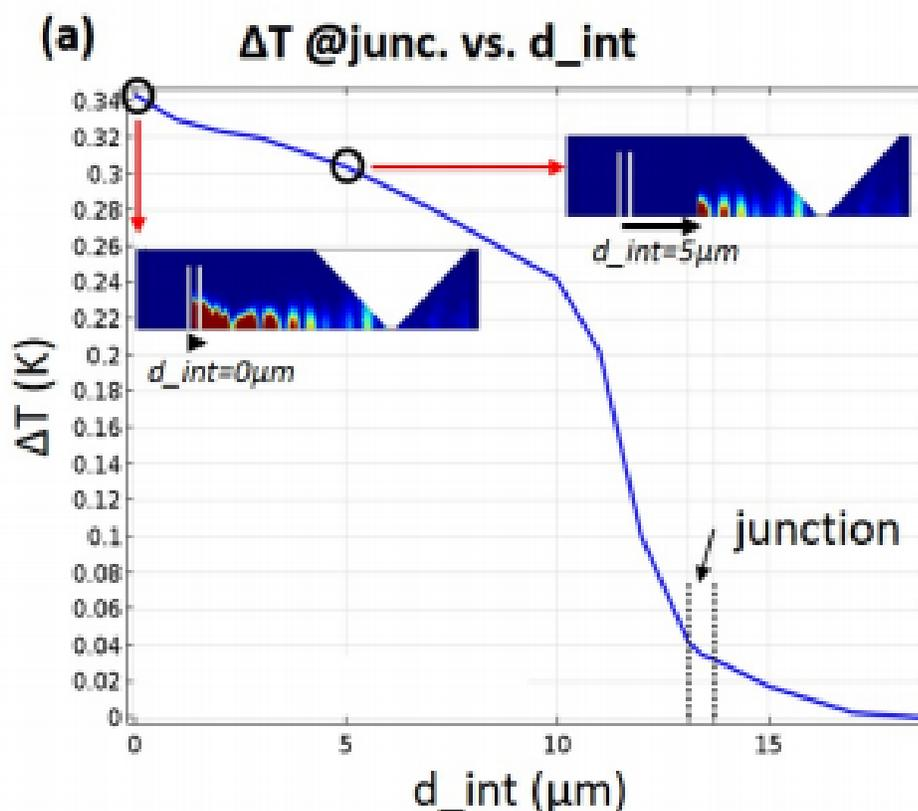 (a)
ΔT @junc. vs. d_int
0.34
0.32
0.3
0.28
0.26
0.24
0.22
0.2
0.18
0.16
0.14
0.12
0.1
0.08
0.06
0.04
0.02
0
ΔT (K)
d_int=5μm
d_int=0μm
junction
0 5 10 15
d_int (μm)